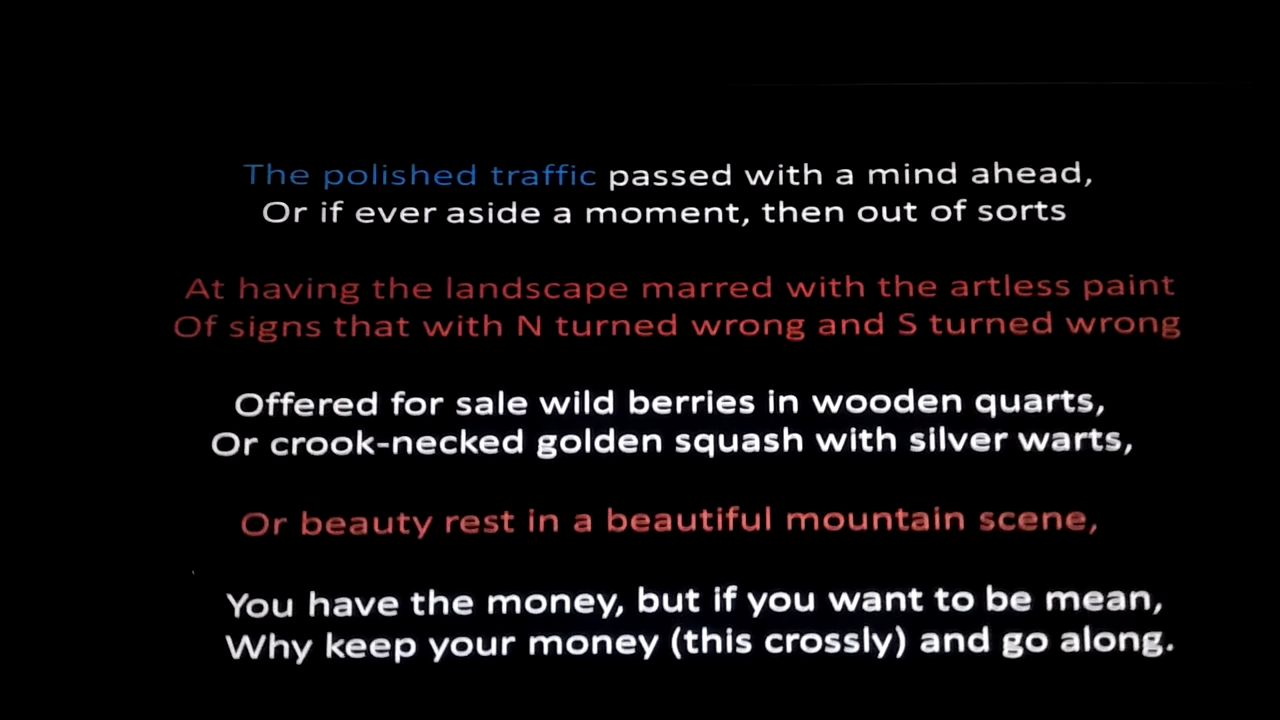 The polished traffic passed with a mind ahead,
Or if ever aside a moment, then out of sorts
At having the landscape marred with the artless paint
Of signs that with N turned wrong and S turned wrong
Offered for sale wild berries in wooden quarts,
Or crook-necked golden squash with silver warts,
Or beauty rest in a beautiful mountain scene,
You have the money, but if you want to be mean,
Why keep your money (this crossly) and go along.